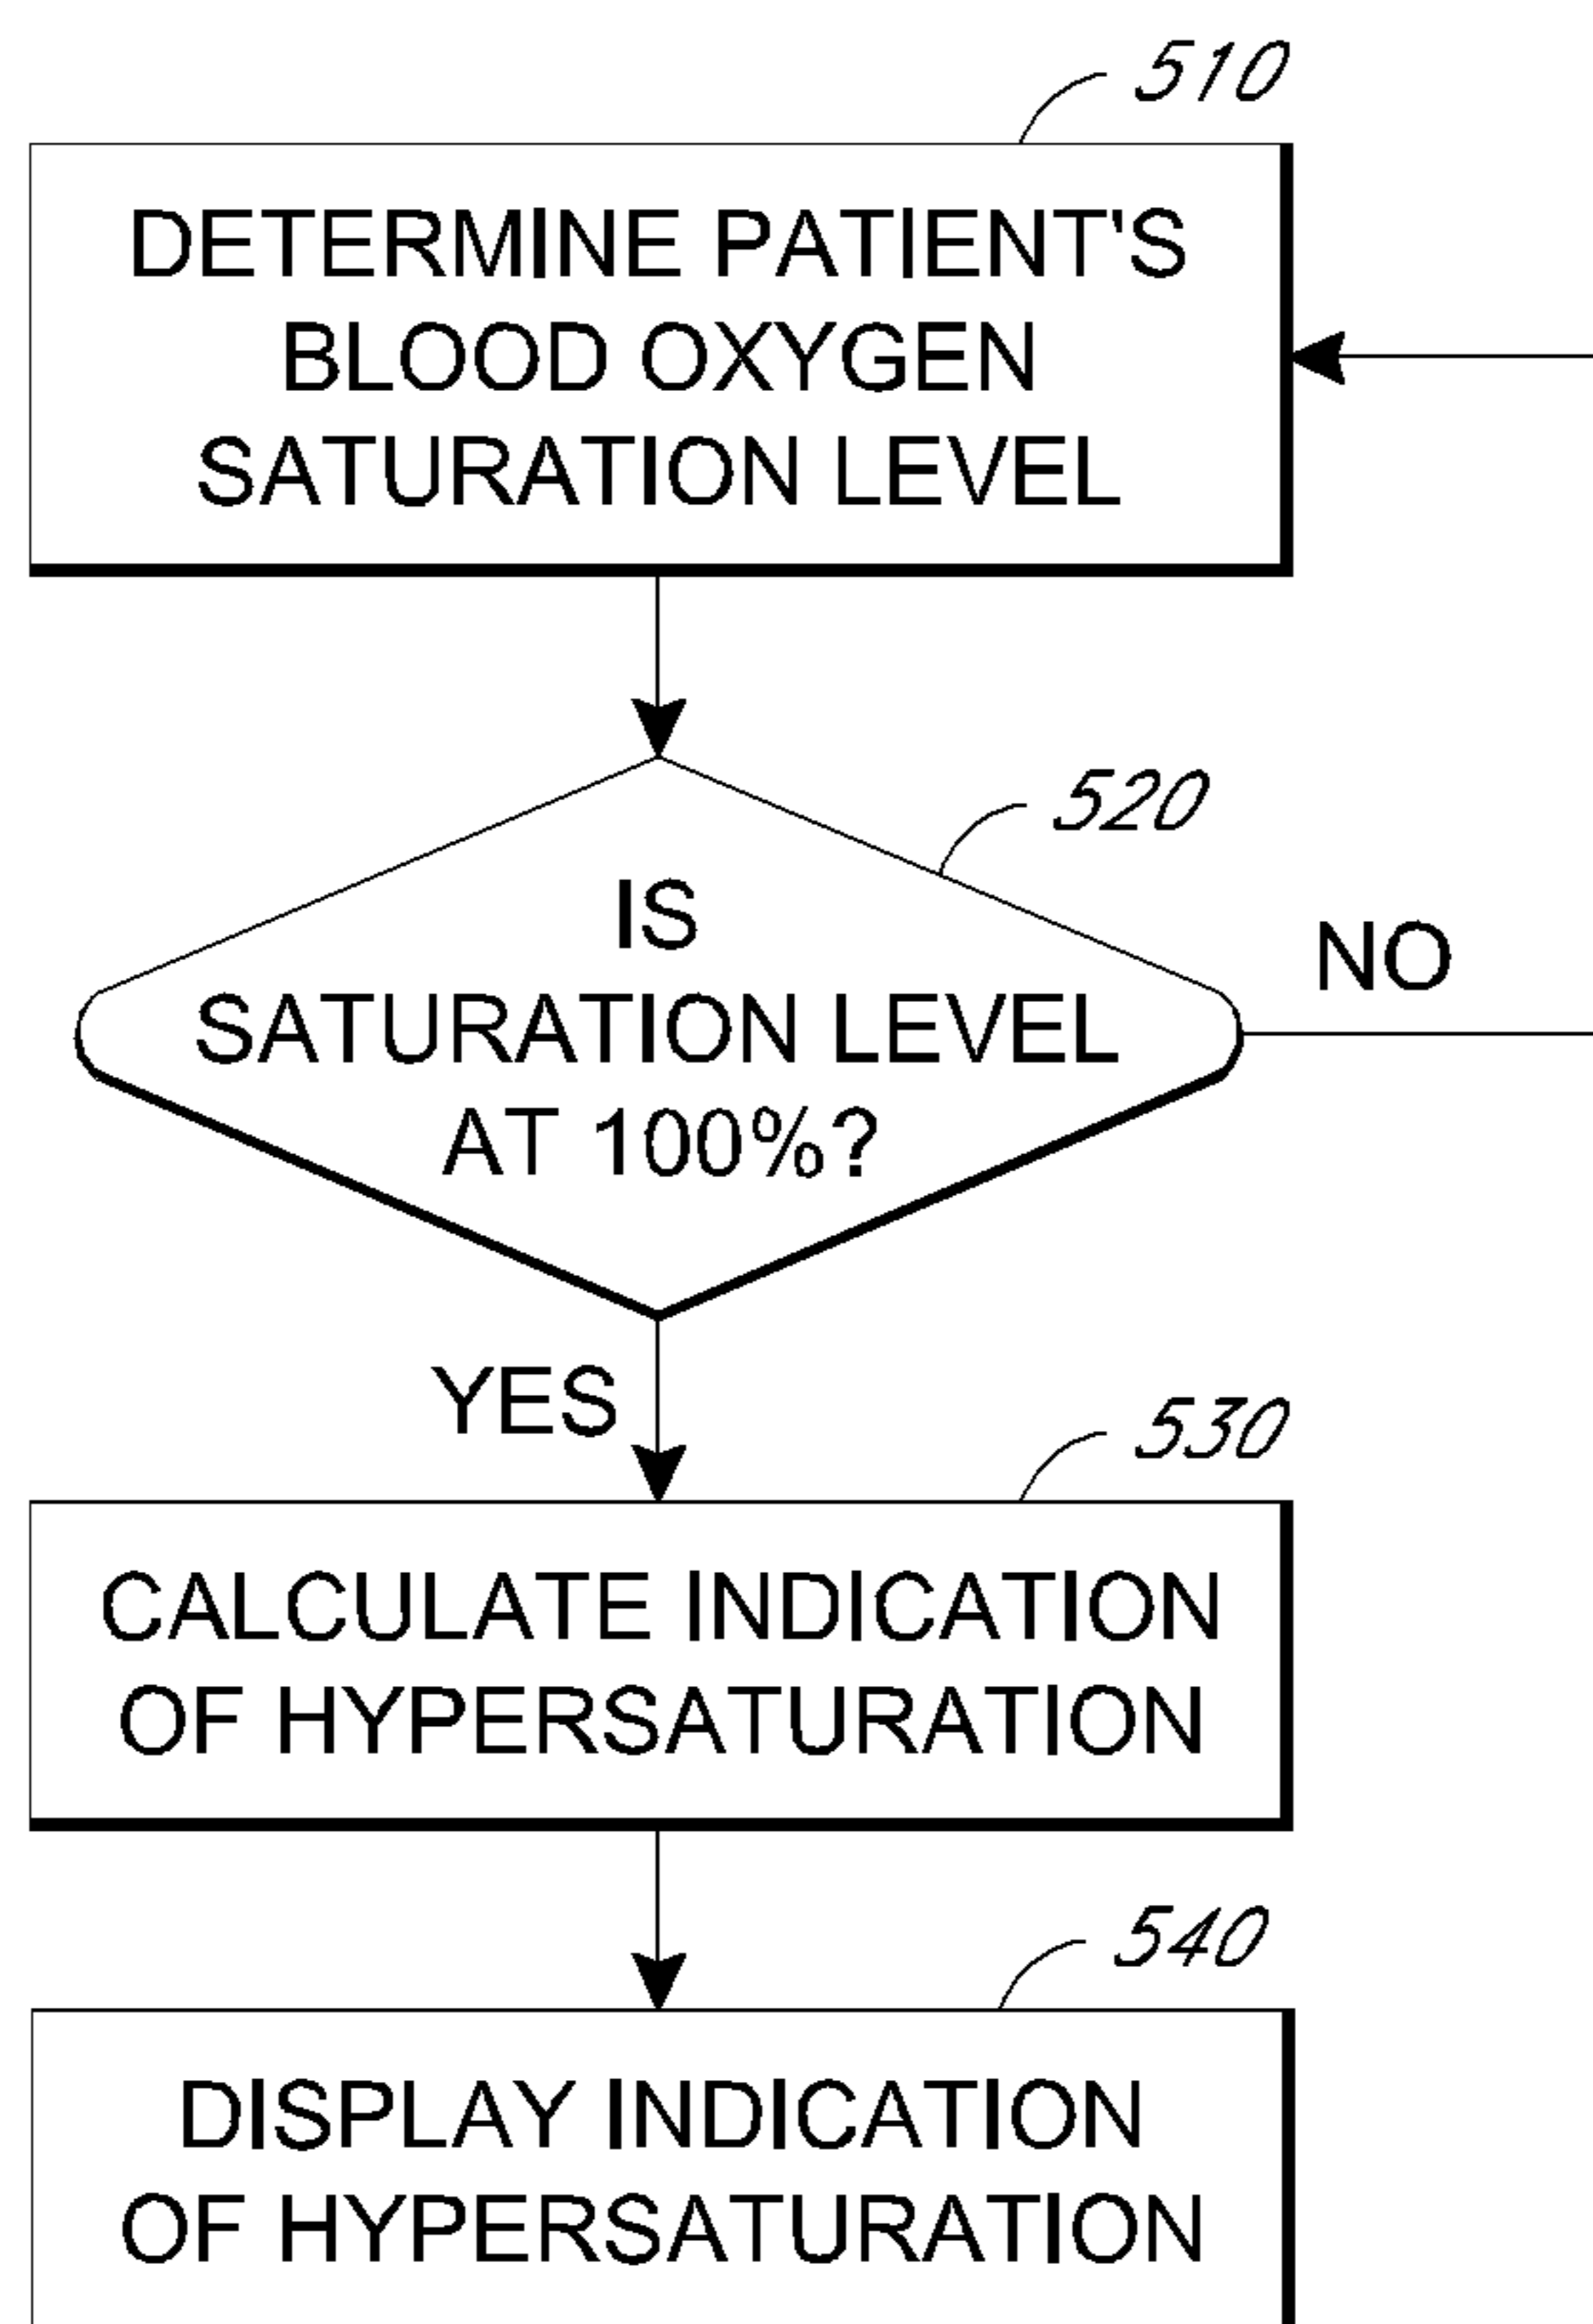 510
DETERMINE PATIENT'S
BLOOD OXYGEN
SATURATION LEVEL
520
IS
SATURATION LEVEL
AT 100%?
NO
YES
530
CALCULATE INDICATION
OF HYPERSATURATION
540
DISPLAY INDICATION
OF HYPERSATURATION